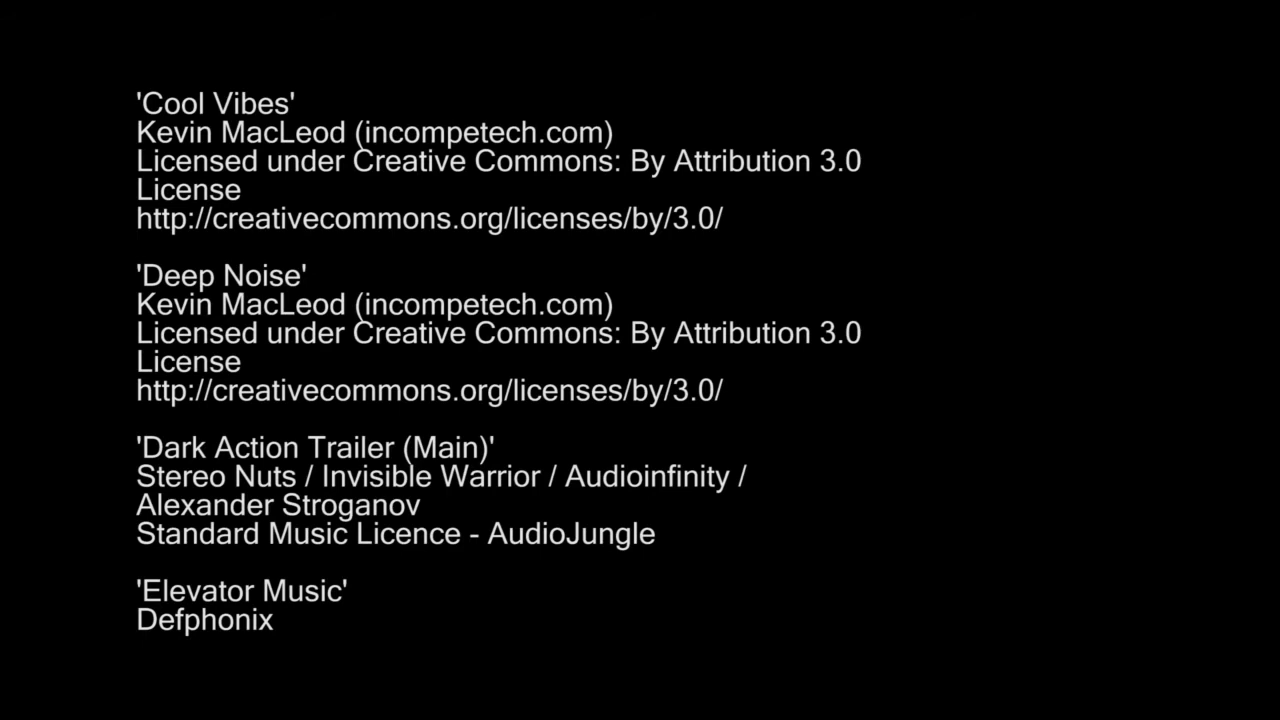 'Cool Vibes'
Kevin MacLeod (incompetech.com)
Licensed under Creative Commons: By Attribution 3.0
License
http://creativecommons.org/licenses/by/3.0/
'Deep Noise'
Kevin MacLeod (incompetech.com)
Licensed under Creative Commons: By Attribution 3.0
License
http://creativecommons.org/licenses/by/3.0/
'Dark Action Trailer (Main)'
Stereo Nuts / Invisible Warrior / Audioinfinity /
Alexander Stroganov
Standard Music Licence - AudioJungle
'Elevator Music'
Defphonix